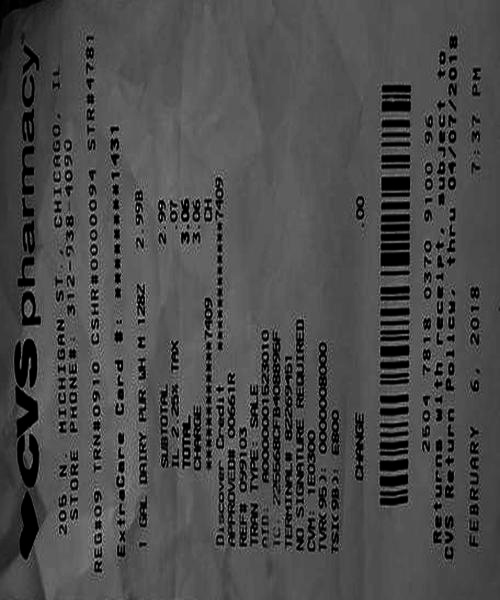 CVS pharmacy
205 N. MICHIGAN ST., CHICAGO, IL
STORE PHONE#: 312-938-4090
REG#09 TRN#0910 CSHR#0000094 STR#4781
ExtraCare Card #: ********1431
1 GAL DAIRY PUR WH M 128Z 2.99B
SUBTOTAL 2.99
IL 2.25% TAX .07
TOTAL 3.06
CHANGE 3.06
************7409 CH
Discover Credit ************7409
APPROVED# 00661R
REF# 099103
TRAN TYPE SALE
AID: A0000001523010
TC:
TERMINAL# 82269451
NO SIGNATURE REQUIRED
CVM: 1E0300
TVR(95): 0000008000
TSI(9B): E800
CHANGE .00
2504 7818 0370 9100 96
Returns with receipt, subject to
CVS Return Policy, thru 04/07/2018
FEBRUARY 6, 2018 7:37 PM